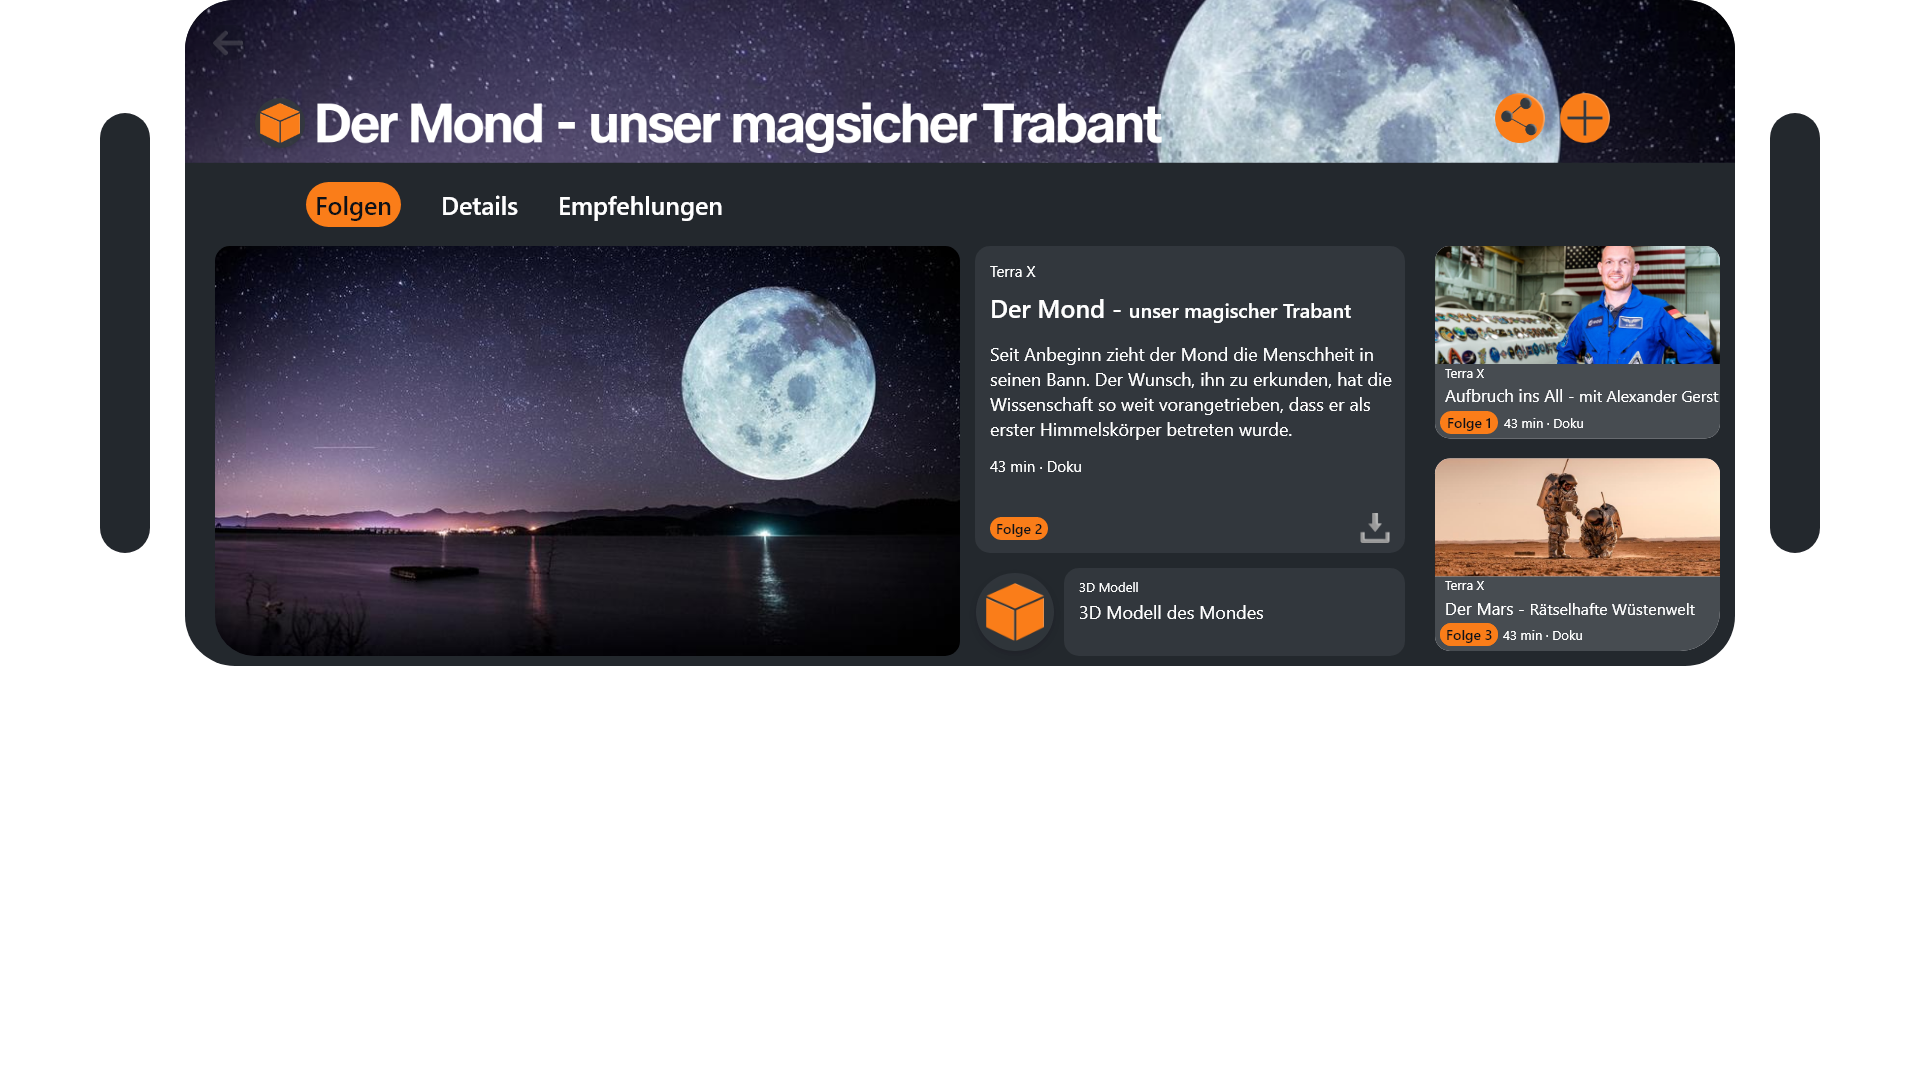 Der Mond - unser magsicher Trabant
Folgen
Details
Empfehlungen
Terra X
Der Mond - unser magischer Trabant
Seit Anbeginn zieht der Mond die Menschheit in
seinen Bann. Der Wunsch, ihn zu erkunden, hat die
Wissenschaft so weit vorangetrieben, dass er als
erster Himmelskörper betreten wurde.
43 min · Doku
Folge 2
3D Modell
3D Modell des Mondes
Terra X
Aufbruch ins All - mit Alexander Gerst
Folge 1 43 min · Doku
Terra X
Der Mars - Rätselhafte Wüstenwelt
Folge 3 43 min · Doku